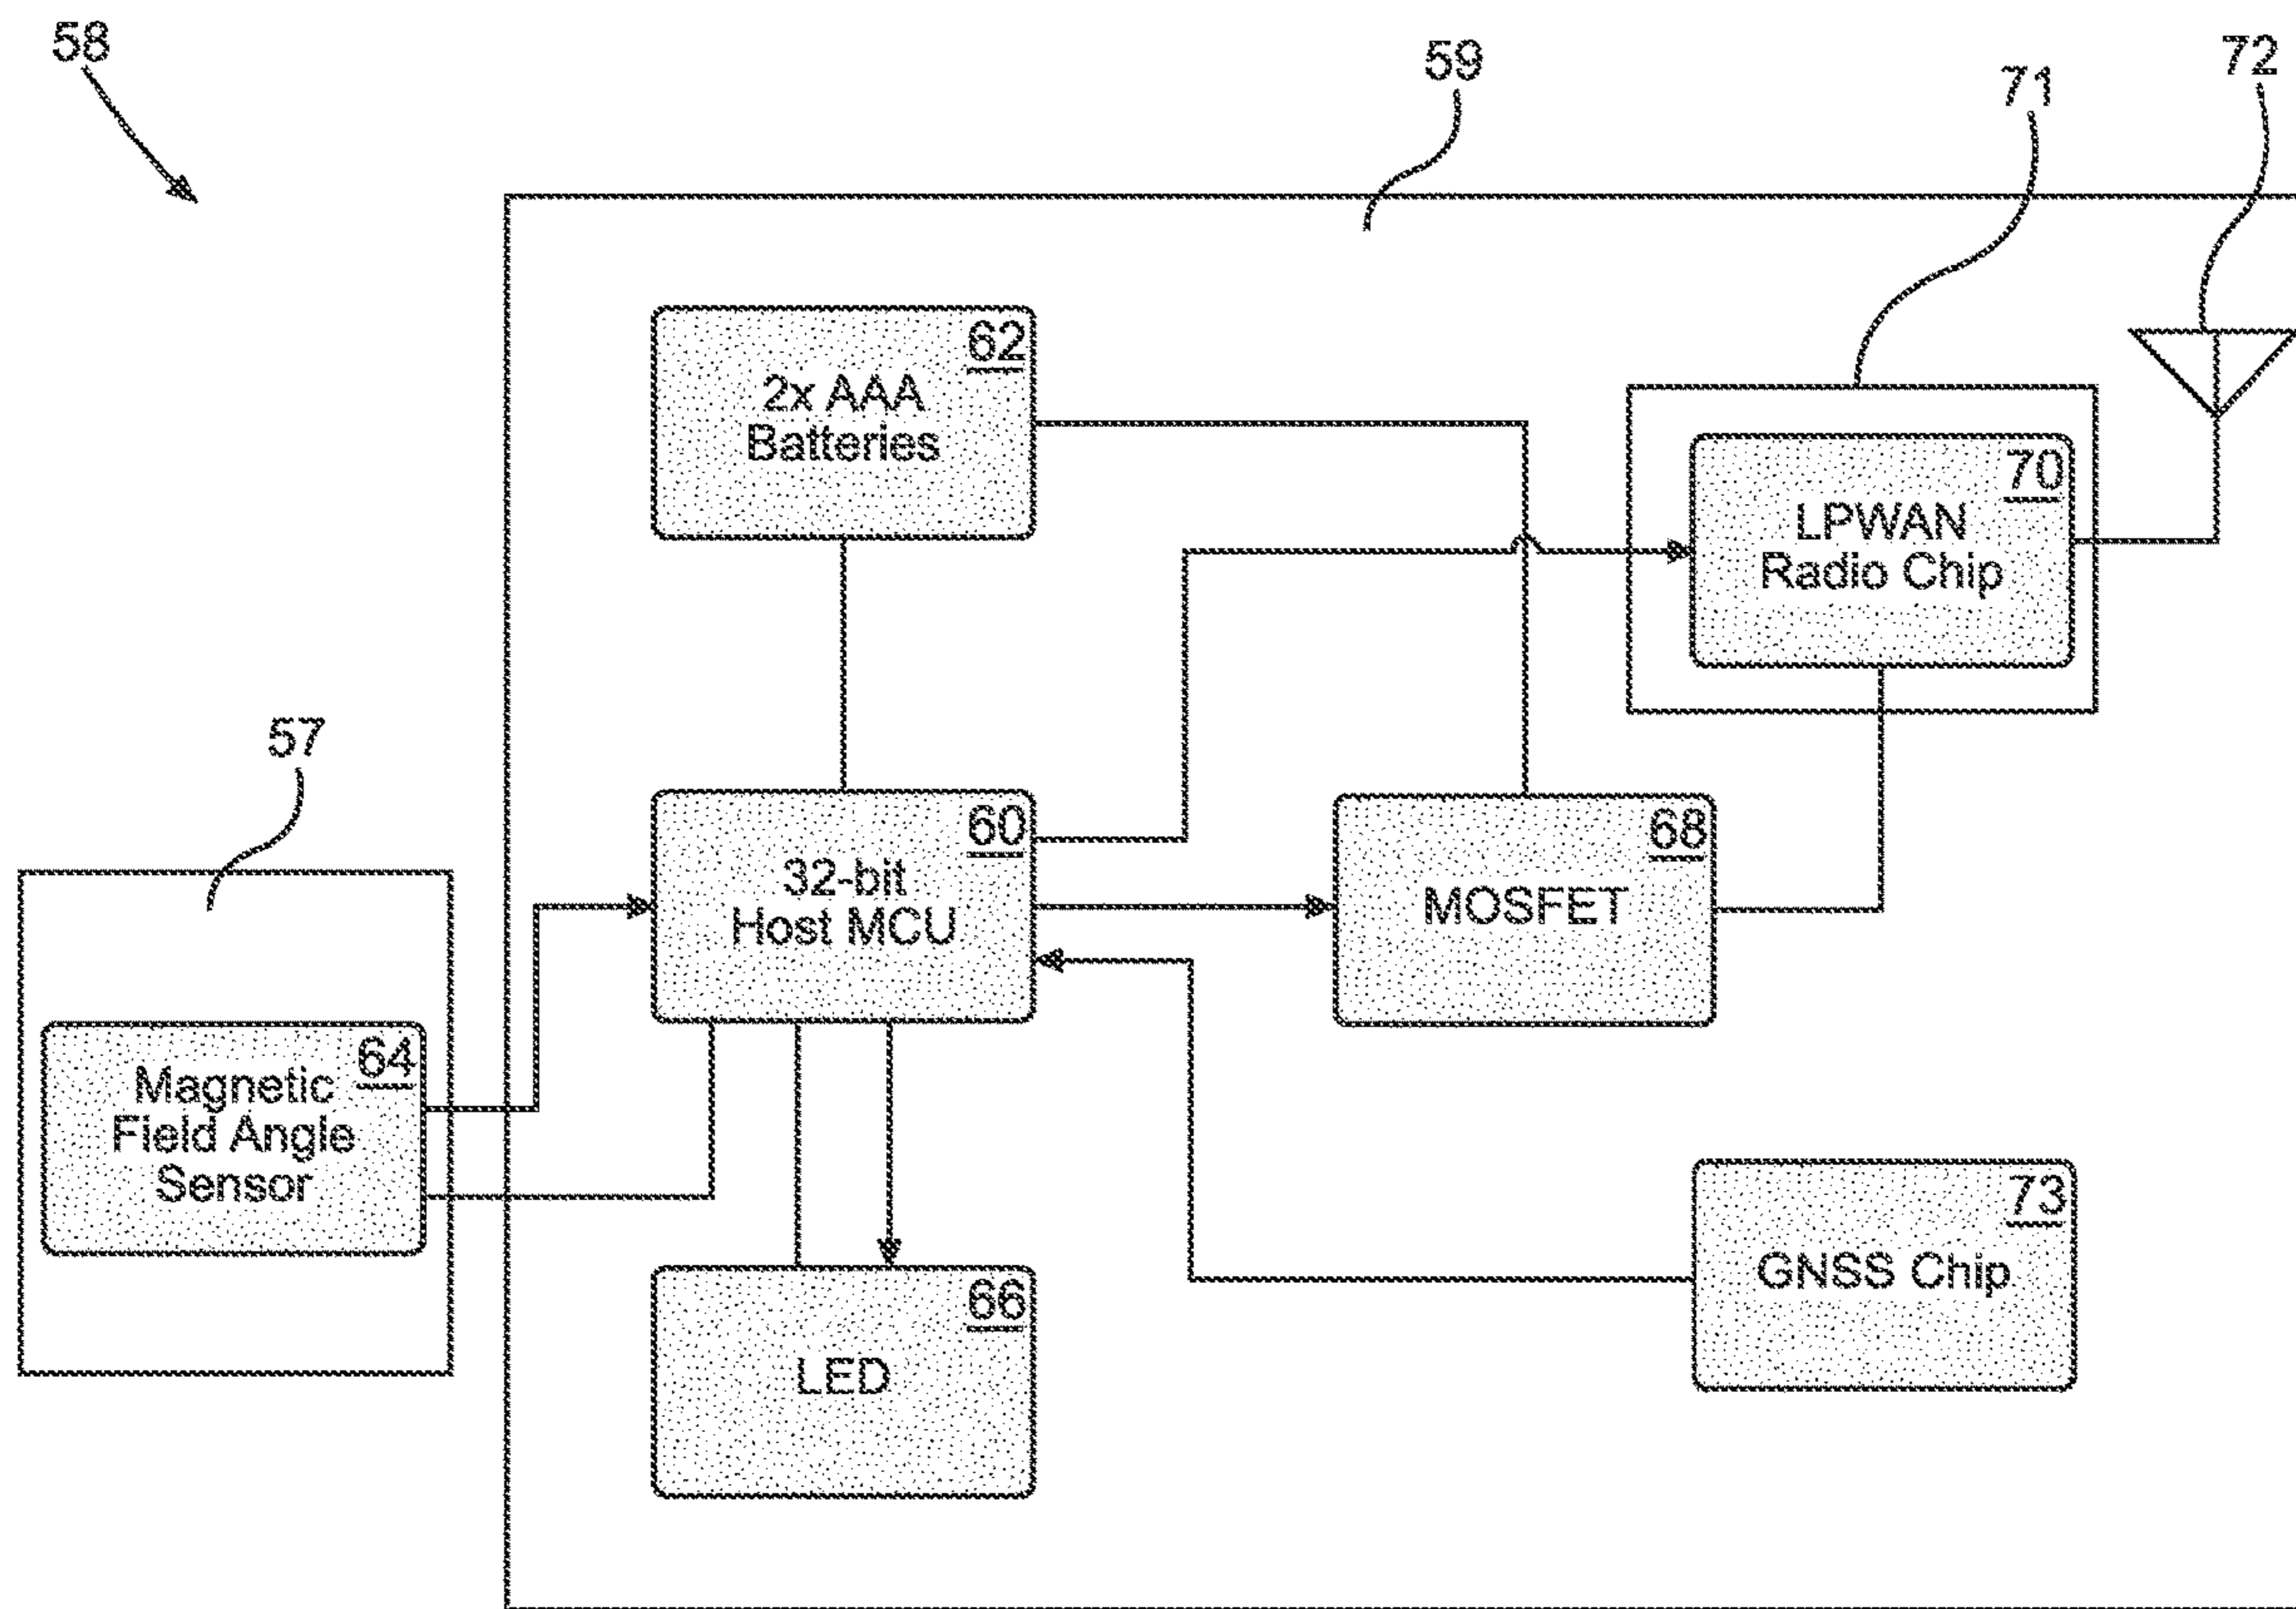 58
59
71
72
62
2x AAA
Batteries
70
LPWAN
Radio Chip
57
60
32-bit
Host MCU
68
MOSFET
64
Magnetic
Field Angle
Sensor
73
GNSS Chip
66
LED